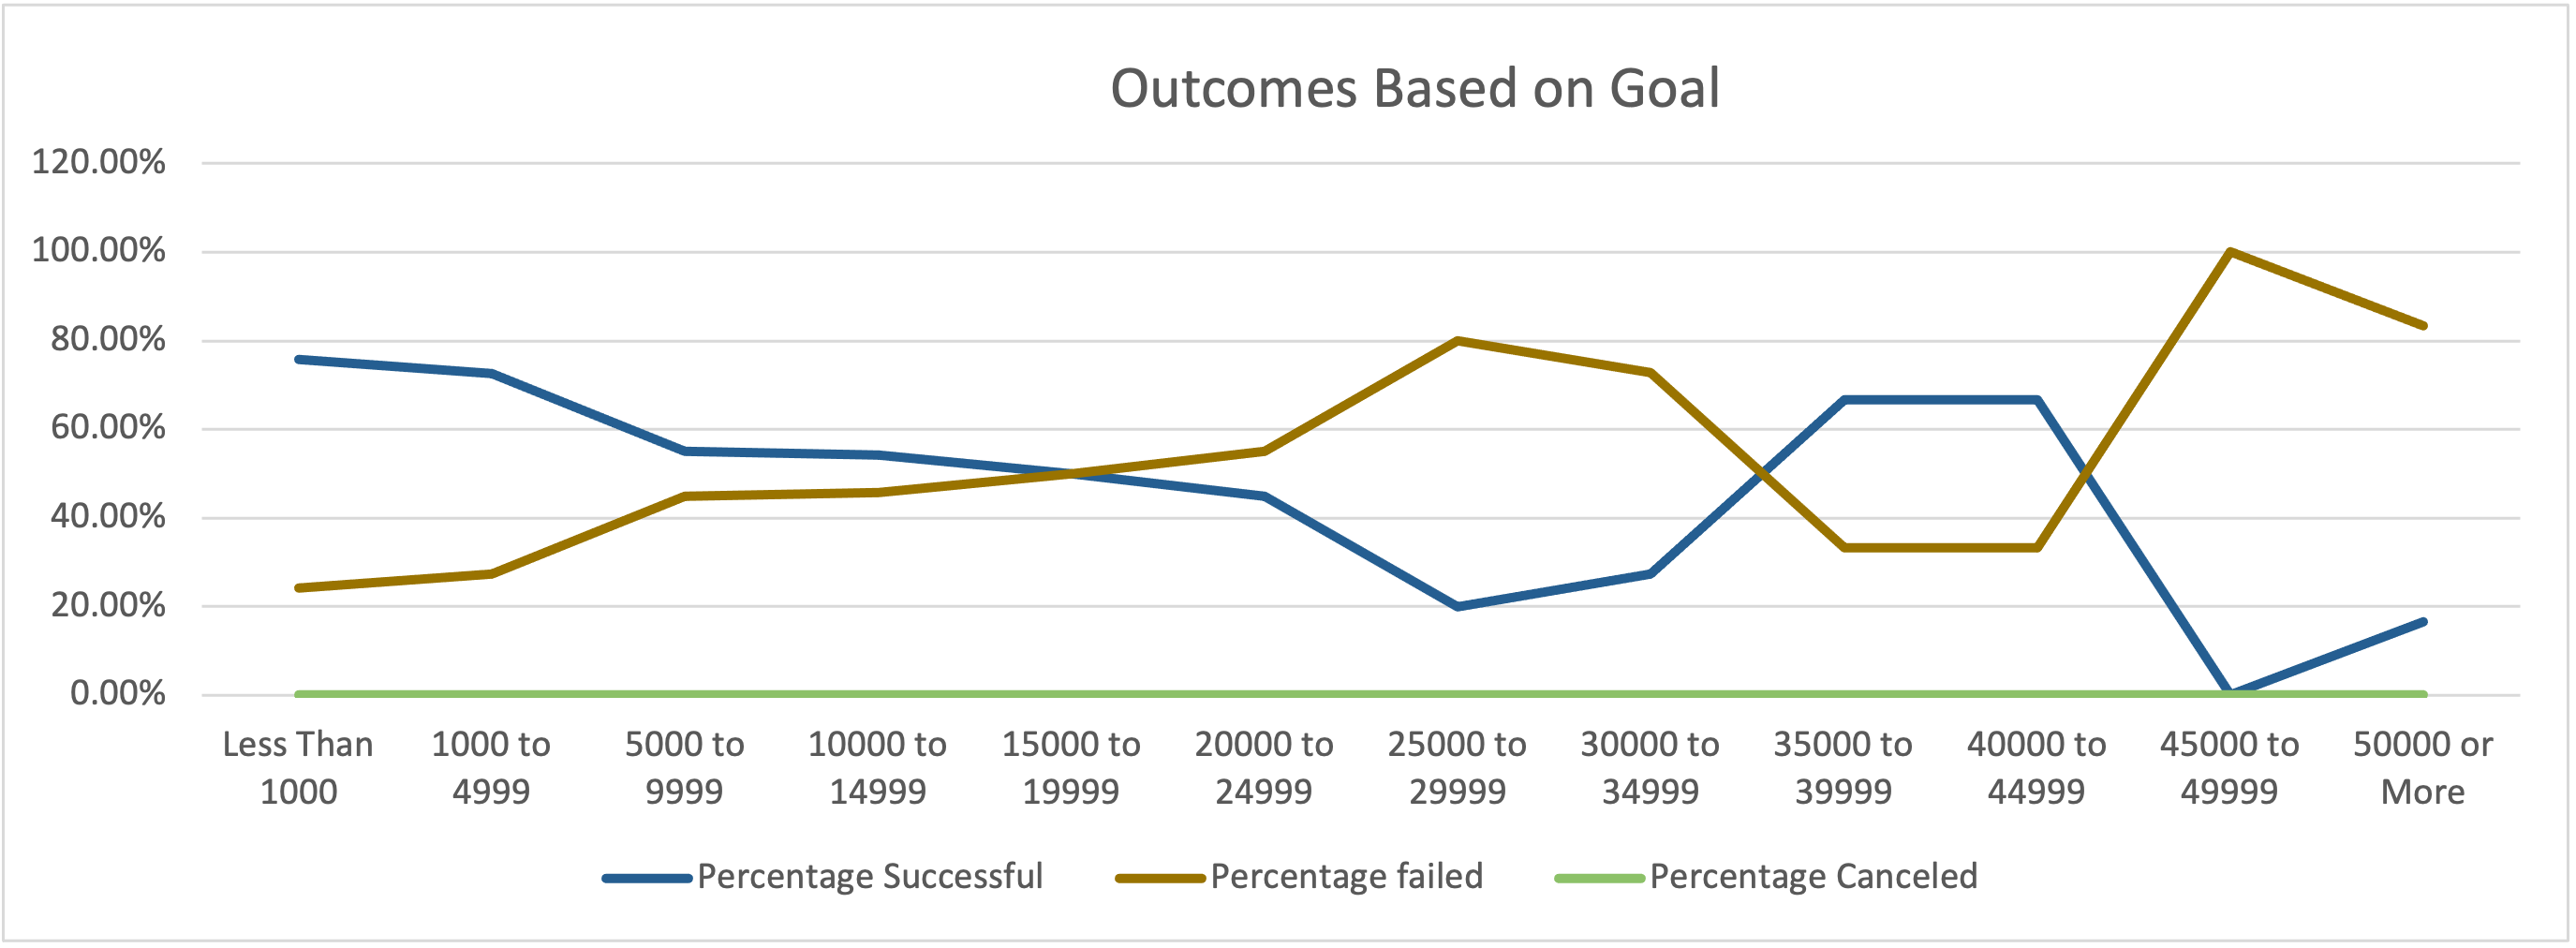 Outcomes Based on Goal
120.00%
100.00%
80.00%
60.00%
40.00%
20.00%
0.00%
Less Than 1000 to 5000 to 10000 to 15000 to 20000 to 25000 to 30000 to 35000 to 40000 to 45000 to 50000 or
1000 4999 9999 14999 19999 24999 29999 34999 39999 44999 49999 More
Percentage Successful Percentage failed Percentage Canceled